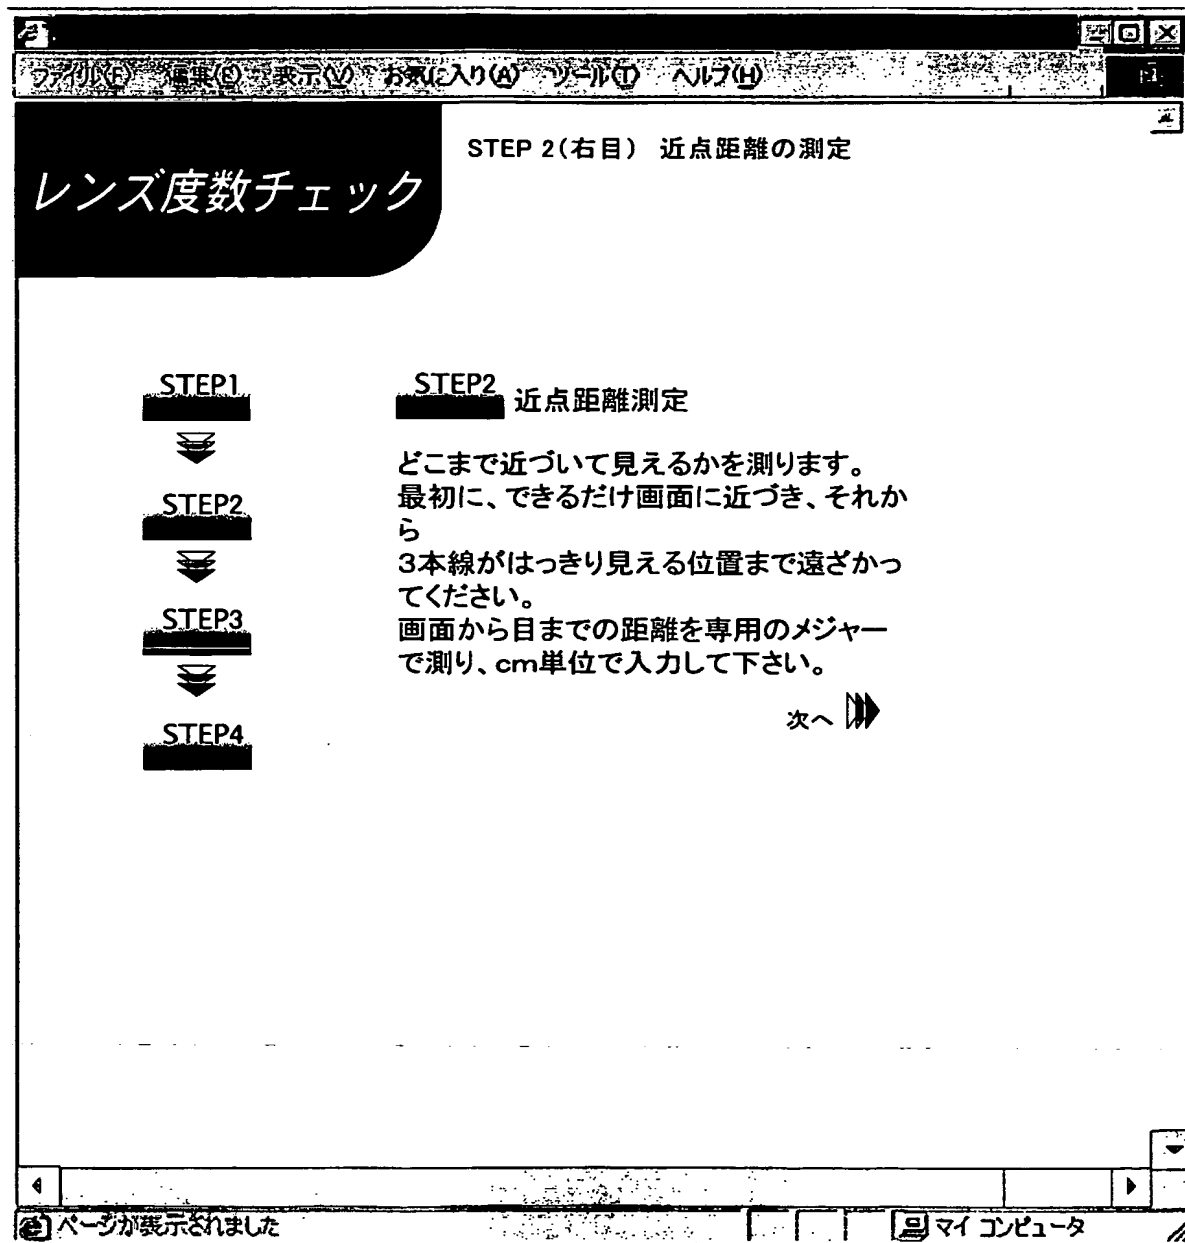 ファイル(F) 編集(E) 表示(V) お気に入り(A) ツール(T) ヘルプ(H)
STEP 2(右目) 近点距離の測定
レンズ度数チェック
STEP1
STEP2
STEP3
STEP4
STEP2 近点距離測定
どこまで近づいて見えるかを測ります。
最初に、できるだけ画面に近づき、それか
ら
3本線がはっきり見える位置まで遠ざかっ
てください。
画面から目までの距離を専用のメジャー
で測り、cm単位で入力して下さい。
次へ
ページが表示されました
マイ コンピュータ